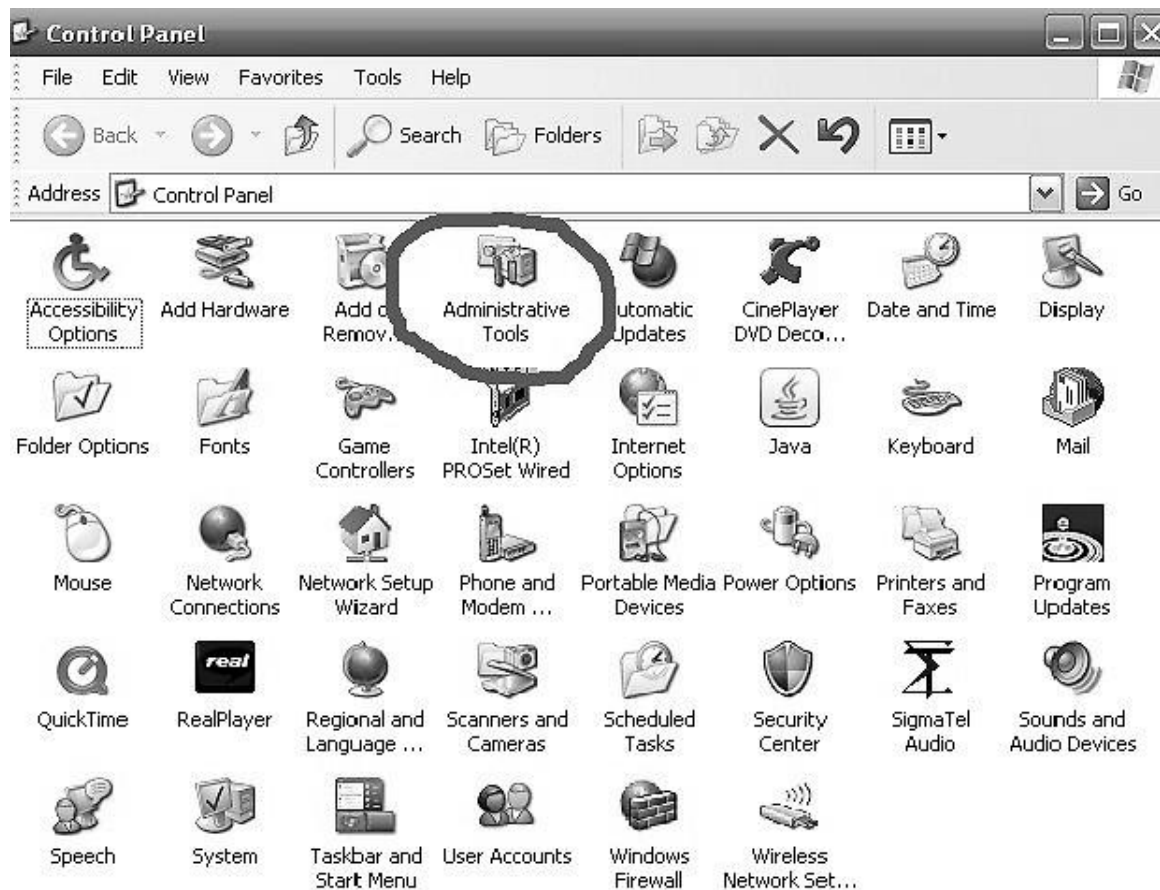 Control Panel
File Edit View Favorites Tools Help
Back Search Folders
Address Control Panel Go
Accessibility Options
Add Hardware
Add o
Remov...
Administrative Tools
utomatic
Updates
CinePlayer
DVD Deco...
Date and Time
Display
Folder Options
Fonts
Game
Controllers
Intel(R)
PROSet Wired
Internet
Options
Java
Keyboard
Mail
Mouse
Network
Connections
Network Setup
Wizard
Phone and
Modem ...
Portable Media
Devices
Power Options
Printers and
Faxes
Program
Updates
QuickTime
real
RealPlayer
Regional and
Language ...
Scanners and
Cameras
Scheduled
Tasks
Security
Center
SigmaTel
Audio
Sounds and
Audio Devices
Speech
System
Taskbar and
Start Menu
User Accounts
Windows
Firewall
Wireless
Network Set...